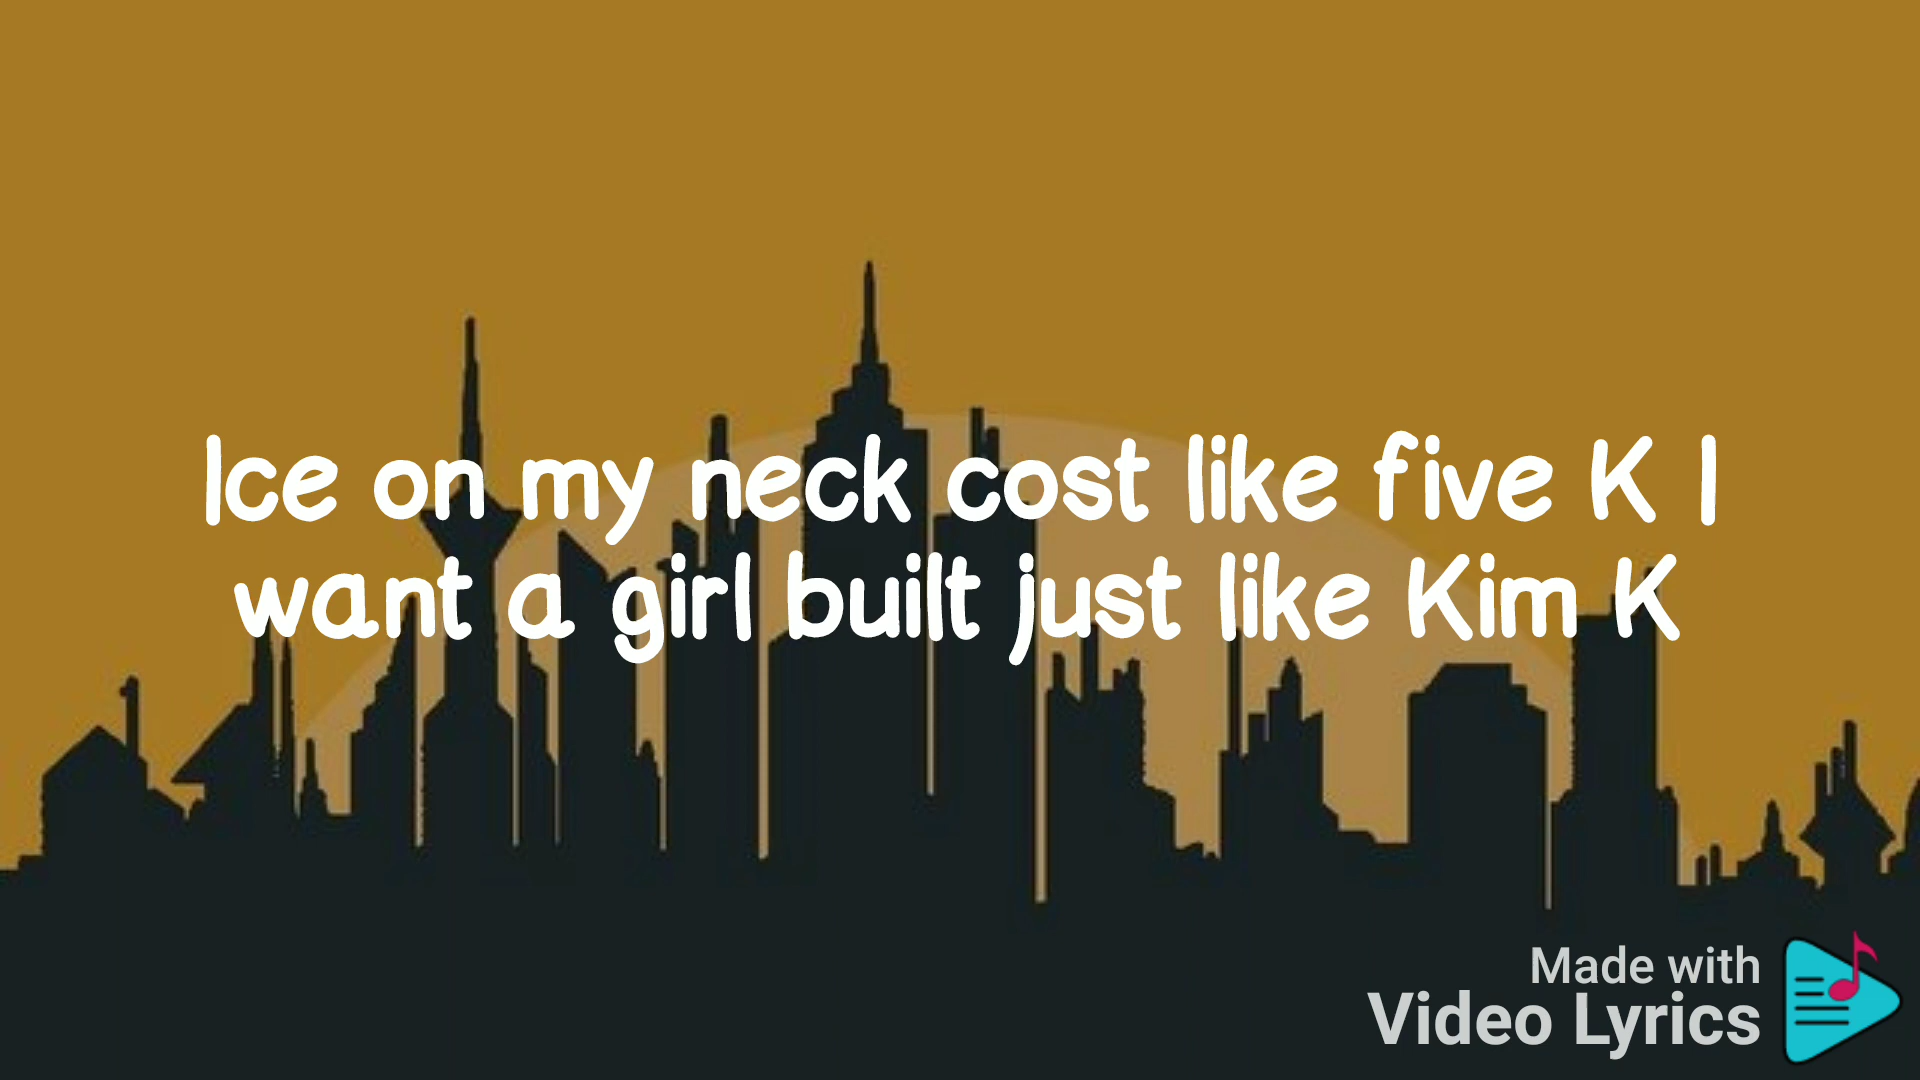 Ice on my neck cost like five K I
want a girl built just like Kim K
Made with
Video Lyrics